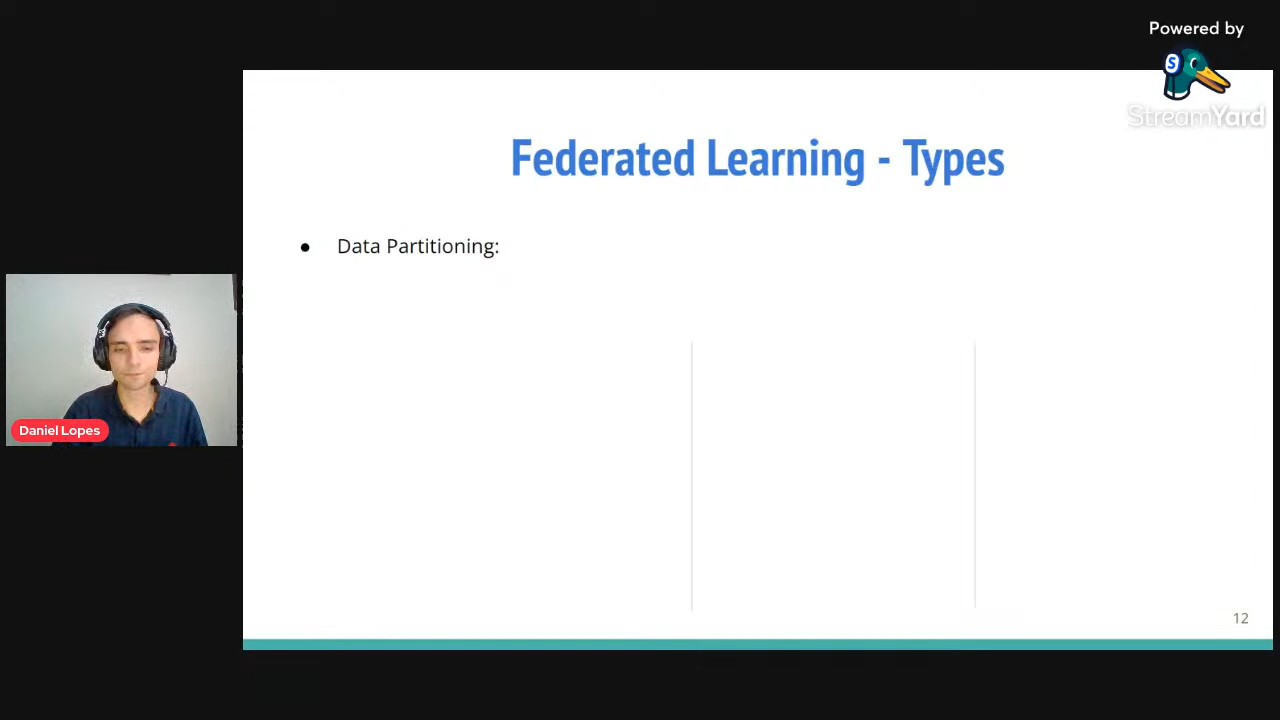 Powered by
S
StreamYard
Federated Learning - Types
● Data Partitioning:
Daniel Lopes
12